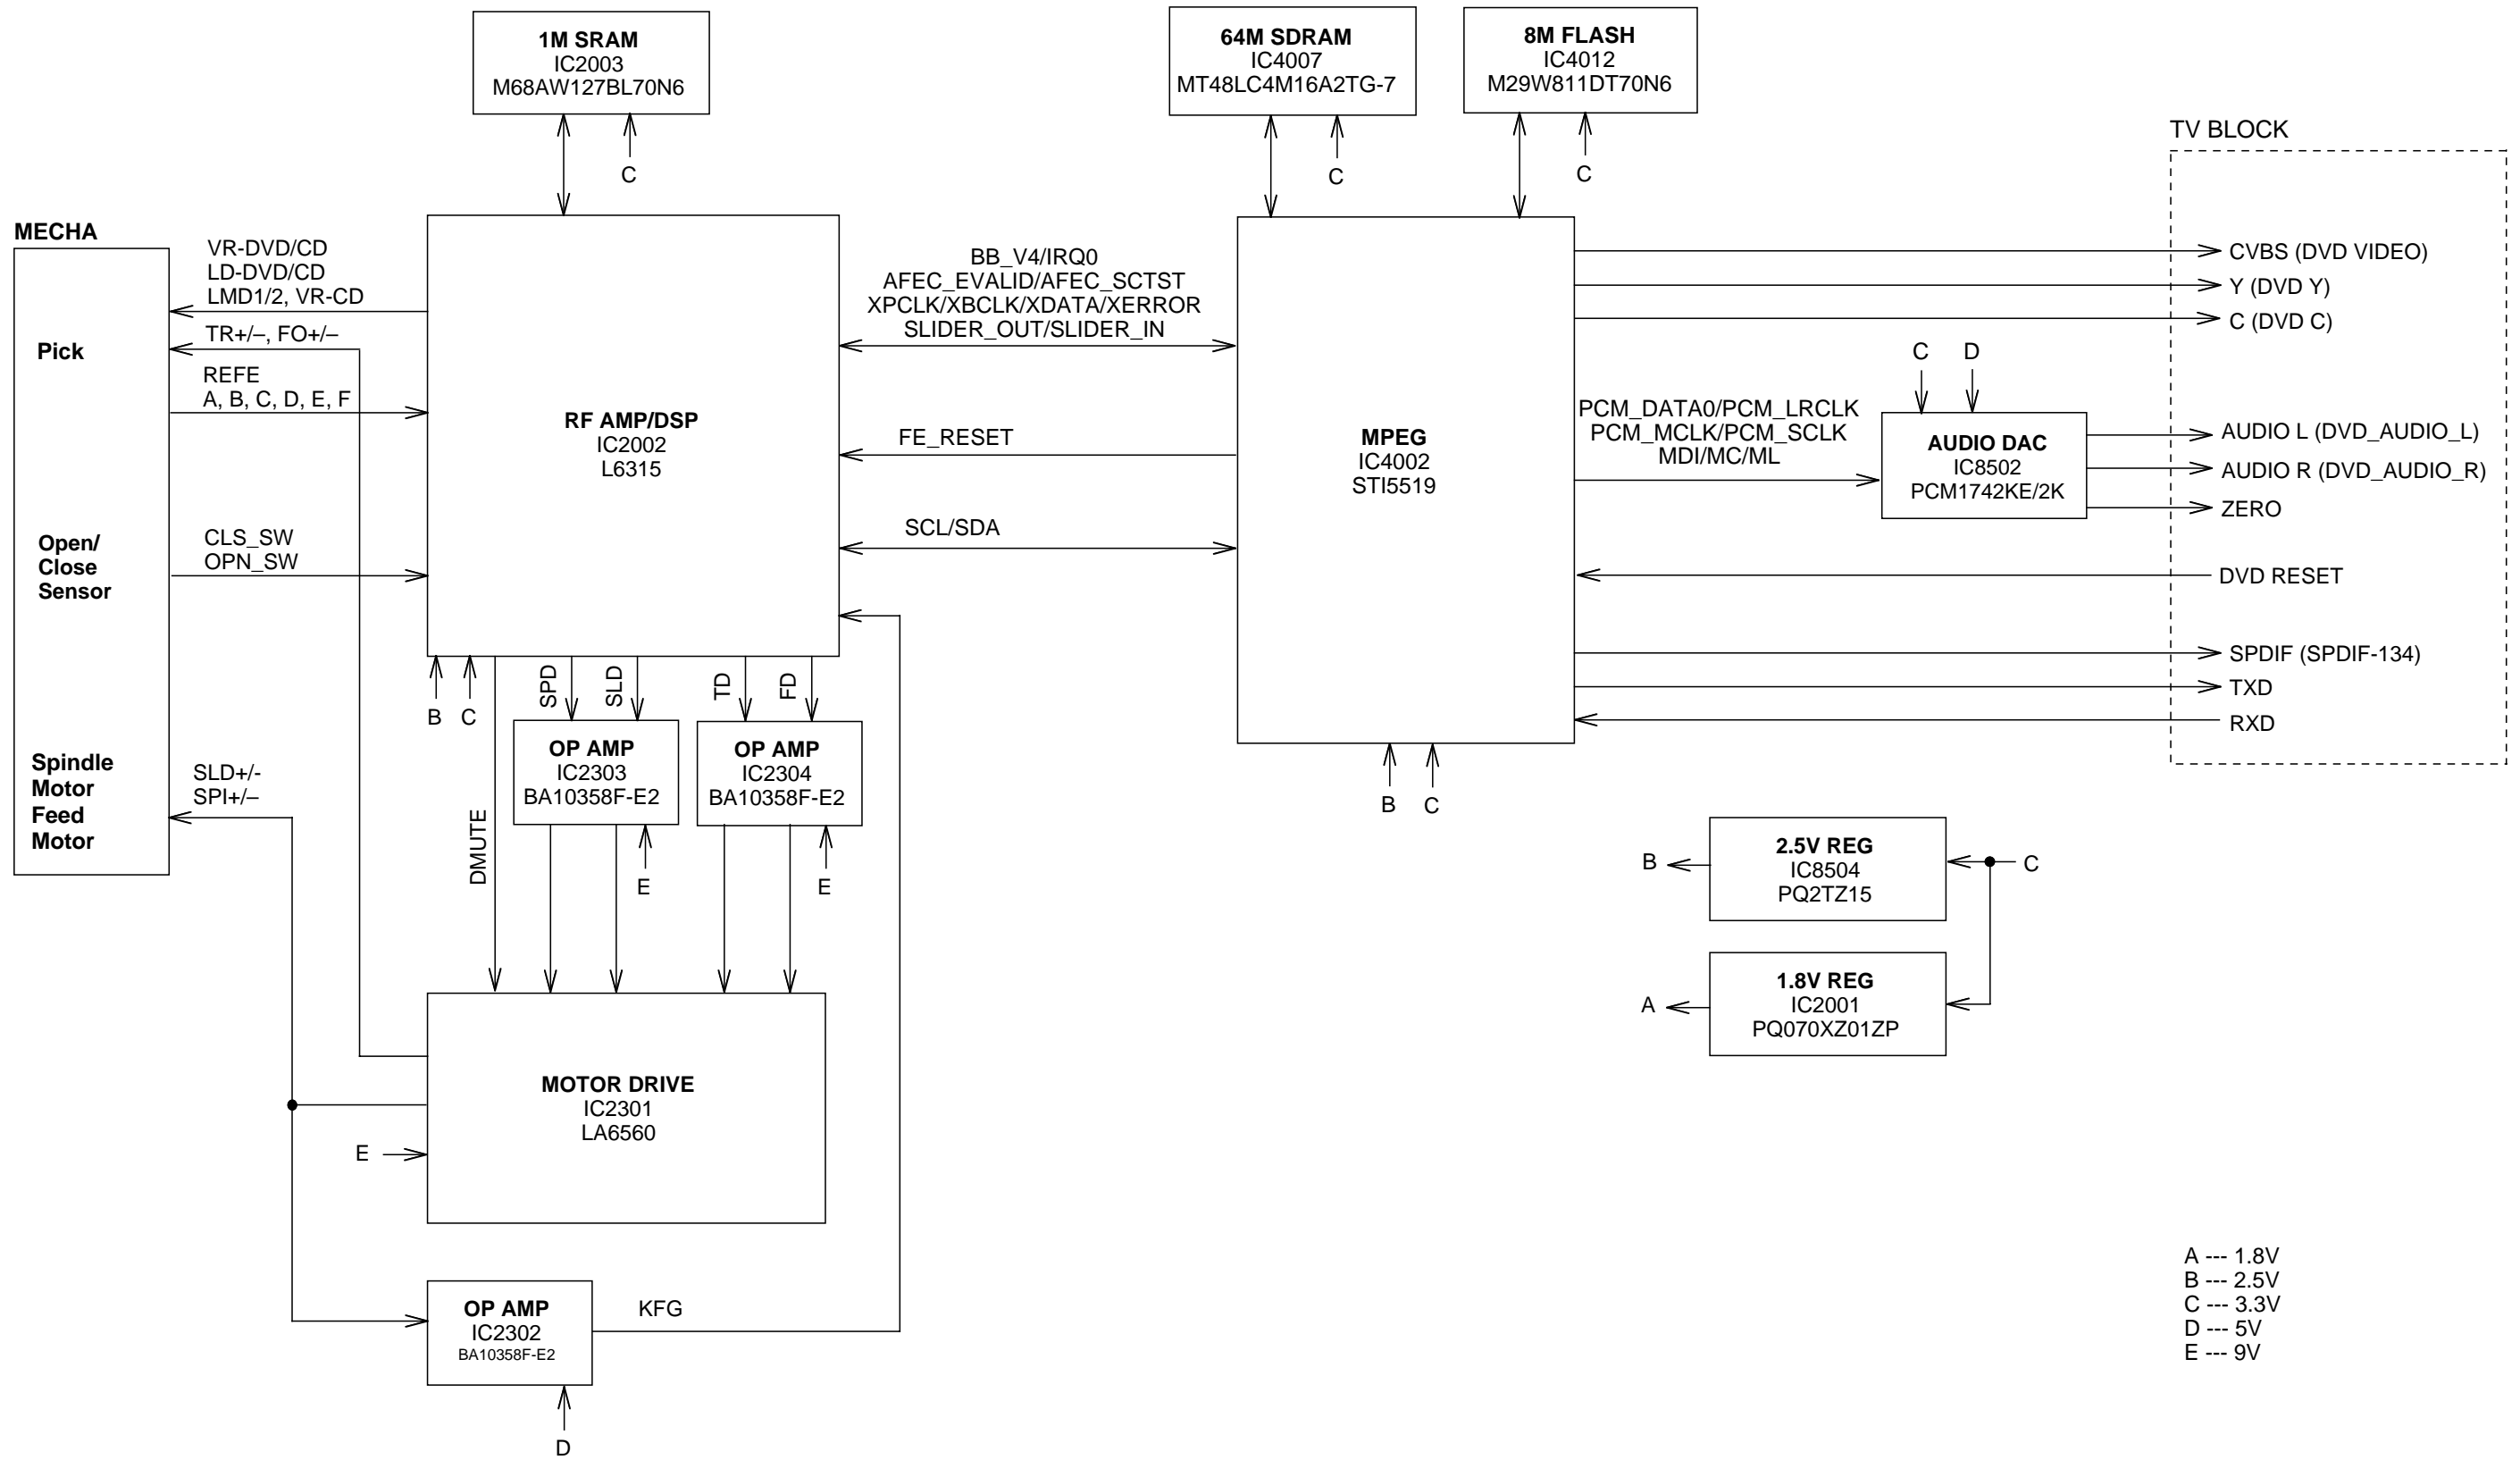 1M SRAM
IC2003
M68AW127BL70N6
C
64M SDRAM
IC4007
MT48LC4M16A2TG-7
C
8M FLASH
IC4012
M29W811DT70N6
C
TV BLOCK
MECHA
Pick
Open/
Close
Sensor
Spindle
Motor
Feed
Motor
VR-DVD/CD
LD-DVD/CD
LMD1/2, VR-CD
TR+/–, FO+/–
REFE
A, B, C, D, E, F
CLS_SW
OPN_SW
SLD+/-
SPI+/–
RF AMP/DSP
IC2002
L6315
BB_V4/IRQ0
AFEC_EVALID/AFEC_SCTST
XPCLK/XBCLK/XDATA/XERROR
SLIDER_OUT/SLIDER_IN
FE_RESET
SCL/SDA
MPEG
IC4002
STI5519
B
C
PCM_DATA0/PCM_LRCLK
PCM_MCLK/PCM_SCLK
MDI/MC/ML
C
D
AUDIO DAC
IC8502
PCM1742KE/2K
CVBS (DVD VIDEO)
Y (DVD Y)
C (DVD C)
AUDIO L (DVD_AUDIO_L)
AUDIO R (DVD_AUDIO_R)
ZERO
DVD RESET
SPDIF (SPDIF-134)
TXD
RXD
B
C
DMUTE
SPD
SLD
TD
FD
OP AMP
IC2303
BA10358F-E2
E
OP AMP
IC2304
BA10358F-E2
E
MOTOR DRIVE
IC2301
LA6560
E
OP AMP
IC2302
BA10358F-E2
KFG
D
2.5V REG
IC8504
PQ2TZ15
B
C
1.8V REG
IC2001
PQ070XZ01ZP
A
A --- 1.8V
B --- 2.5V
C --- 3.3V
D --- 5V
E --- 9V